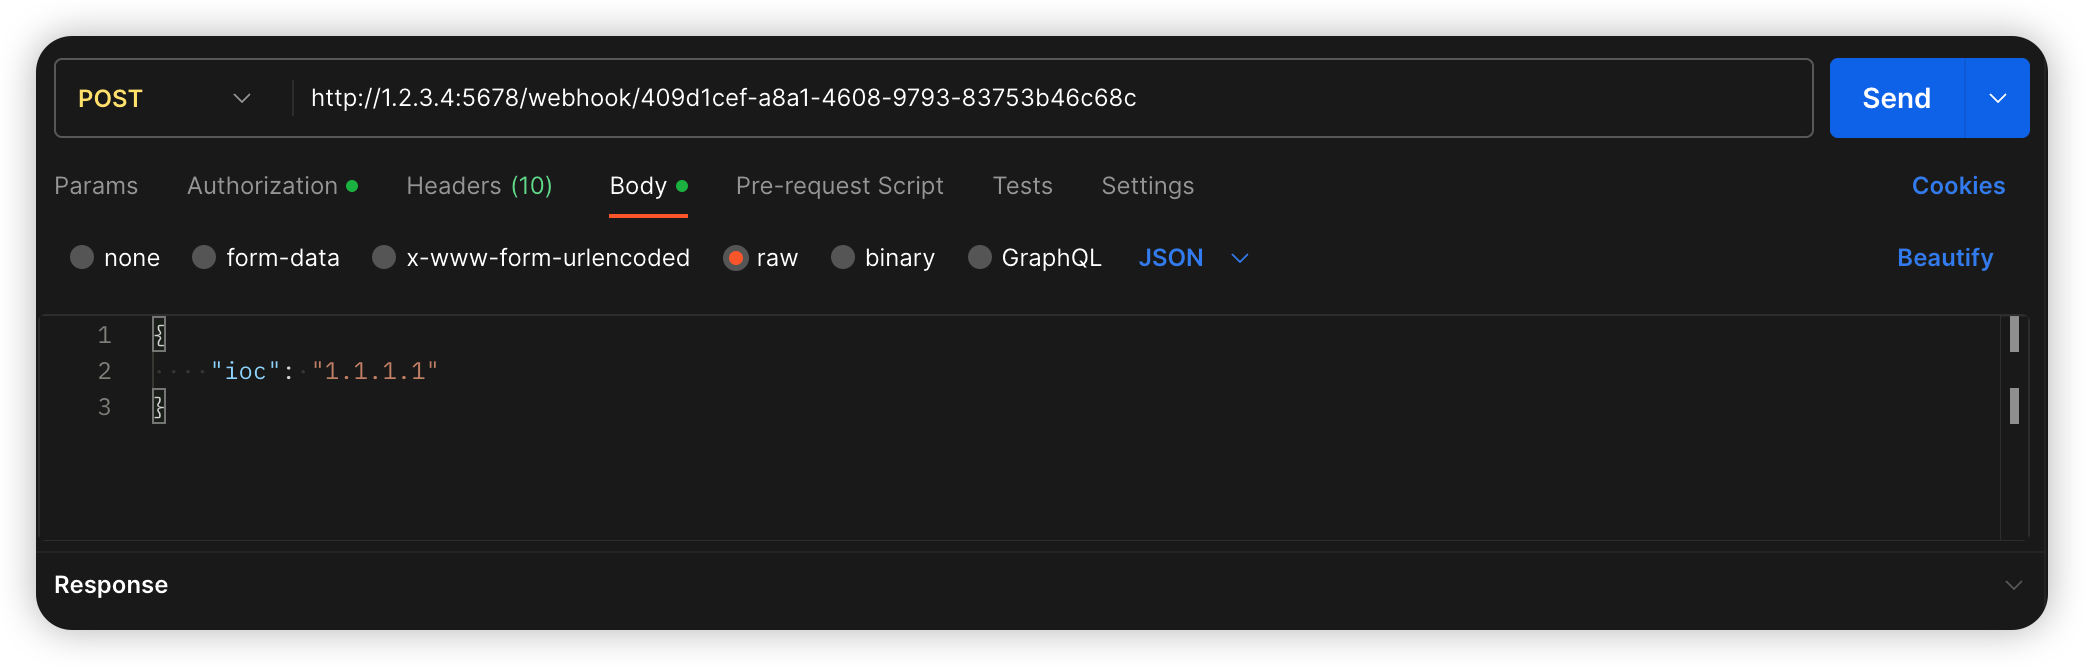 POST http://1.2.3.4:5678/webhook/409d1cef-a8a1-4608-9793-83753b46c68c Send
Params Authorization Headers (10) Body Pre-request Script Tests Settings Cookies
none form-data x-www-form-urlencoded raw binary GraphQL JSON Beautify
1 {
2 "ioc": "1.1.1.1"
3 }
Response